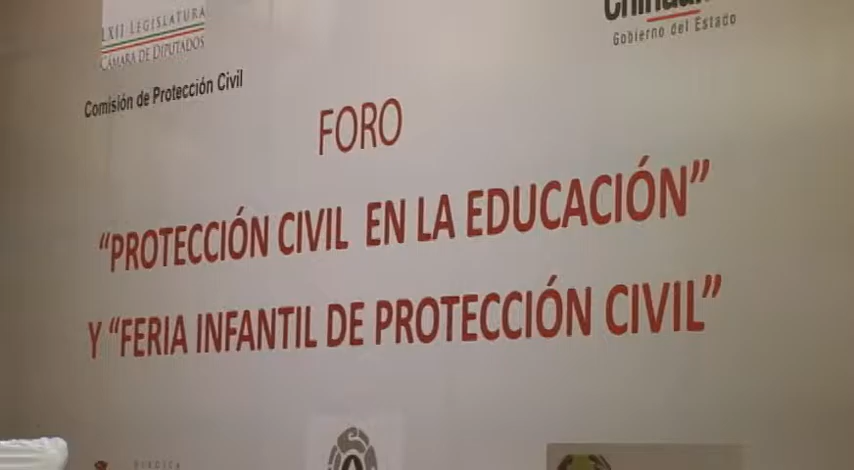 LXII LEGISLATURA
CÁMARA DE DIPUTADOS
Gobierno del Estado
Comisión de Protección Civil
FORO
“PROTECCIÓN CIVIL EN LA EDUCACIÓN”
Y “FERIA INFANTIL DE PROTECCIÓN CIVIL”